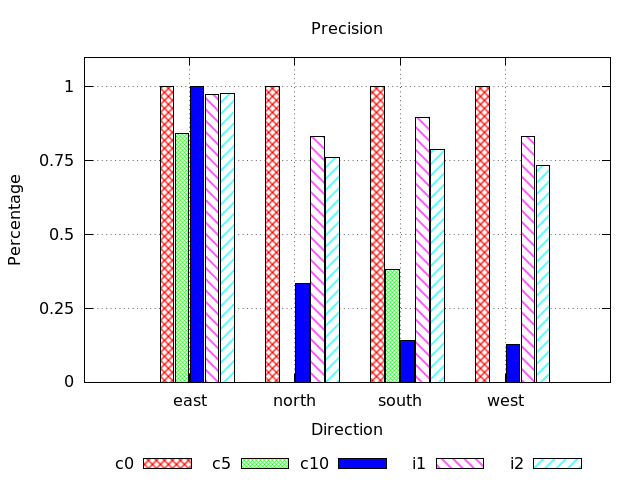 Precision
1
0.75
0.5
0.25
0
Percentage
east north south west
Direction
c0 c5 c10 i1 i2